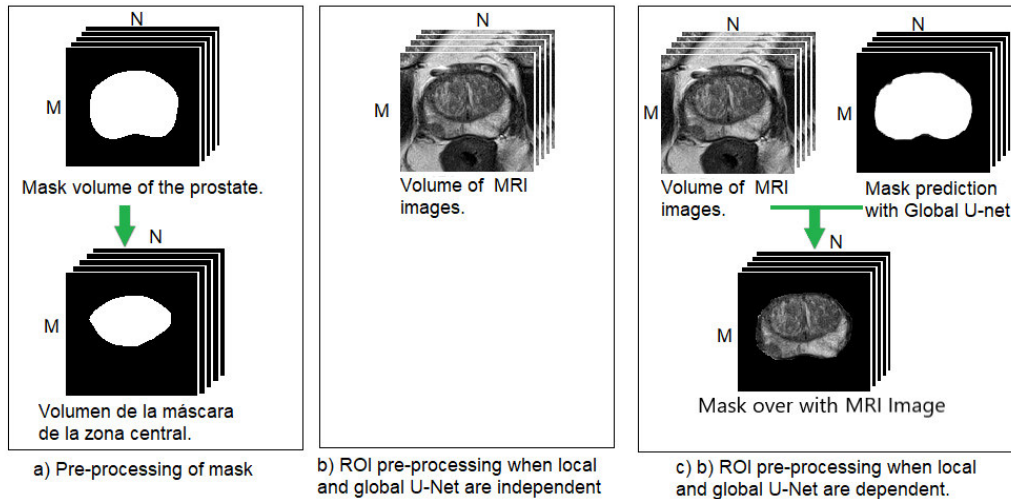 N
M
Mask volume of the prostate.
N
M
Volumen de la máscara
de la zona central.
a) Pre-processing of mask
N
M
Volume of MRI
images.
b) ROI pre-processing when local
and global U-Net are independent
N
M
Volume of MRI
images.
N
M
Mask prediction
with Global U-net
N
M
Mask over with MRI Image
c) b) ROI pre-processing when local
and global U-Net are dependent.